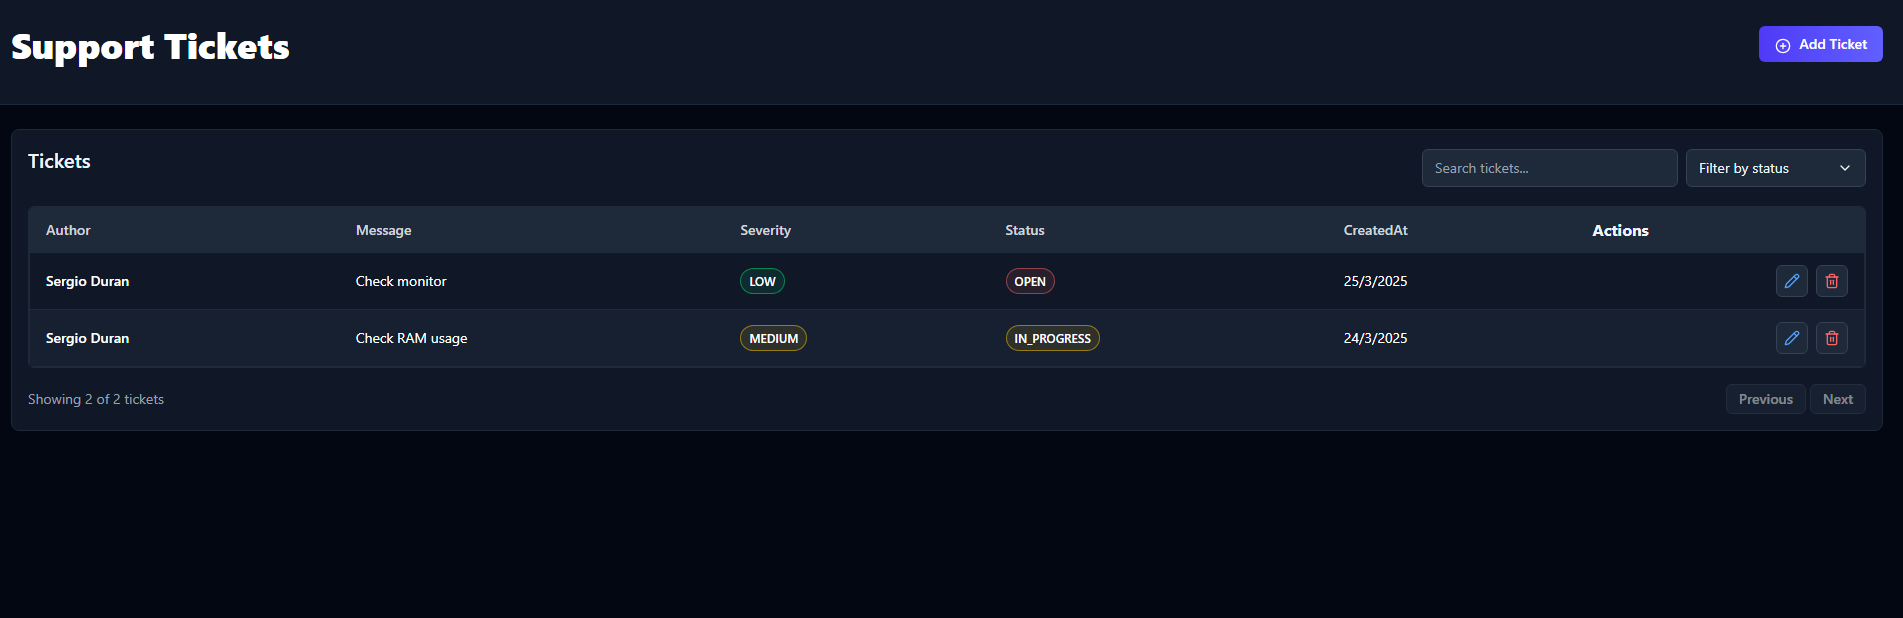 Support Tickets
Add Ticket
Tickets
Search tickets...
Filter by status
Author Message Severity Status CreatedAt Actions
Sergio Duran Check monitor LOW OPEN 25/3/2025
Sergio Duran Check RAM usage MEDIUM IN_PROGRESS 24/3/2025
Showing 2 of 2 tickets
Previous Next